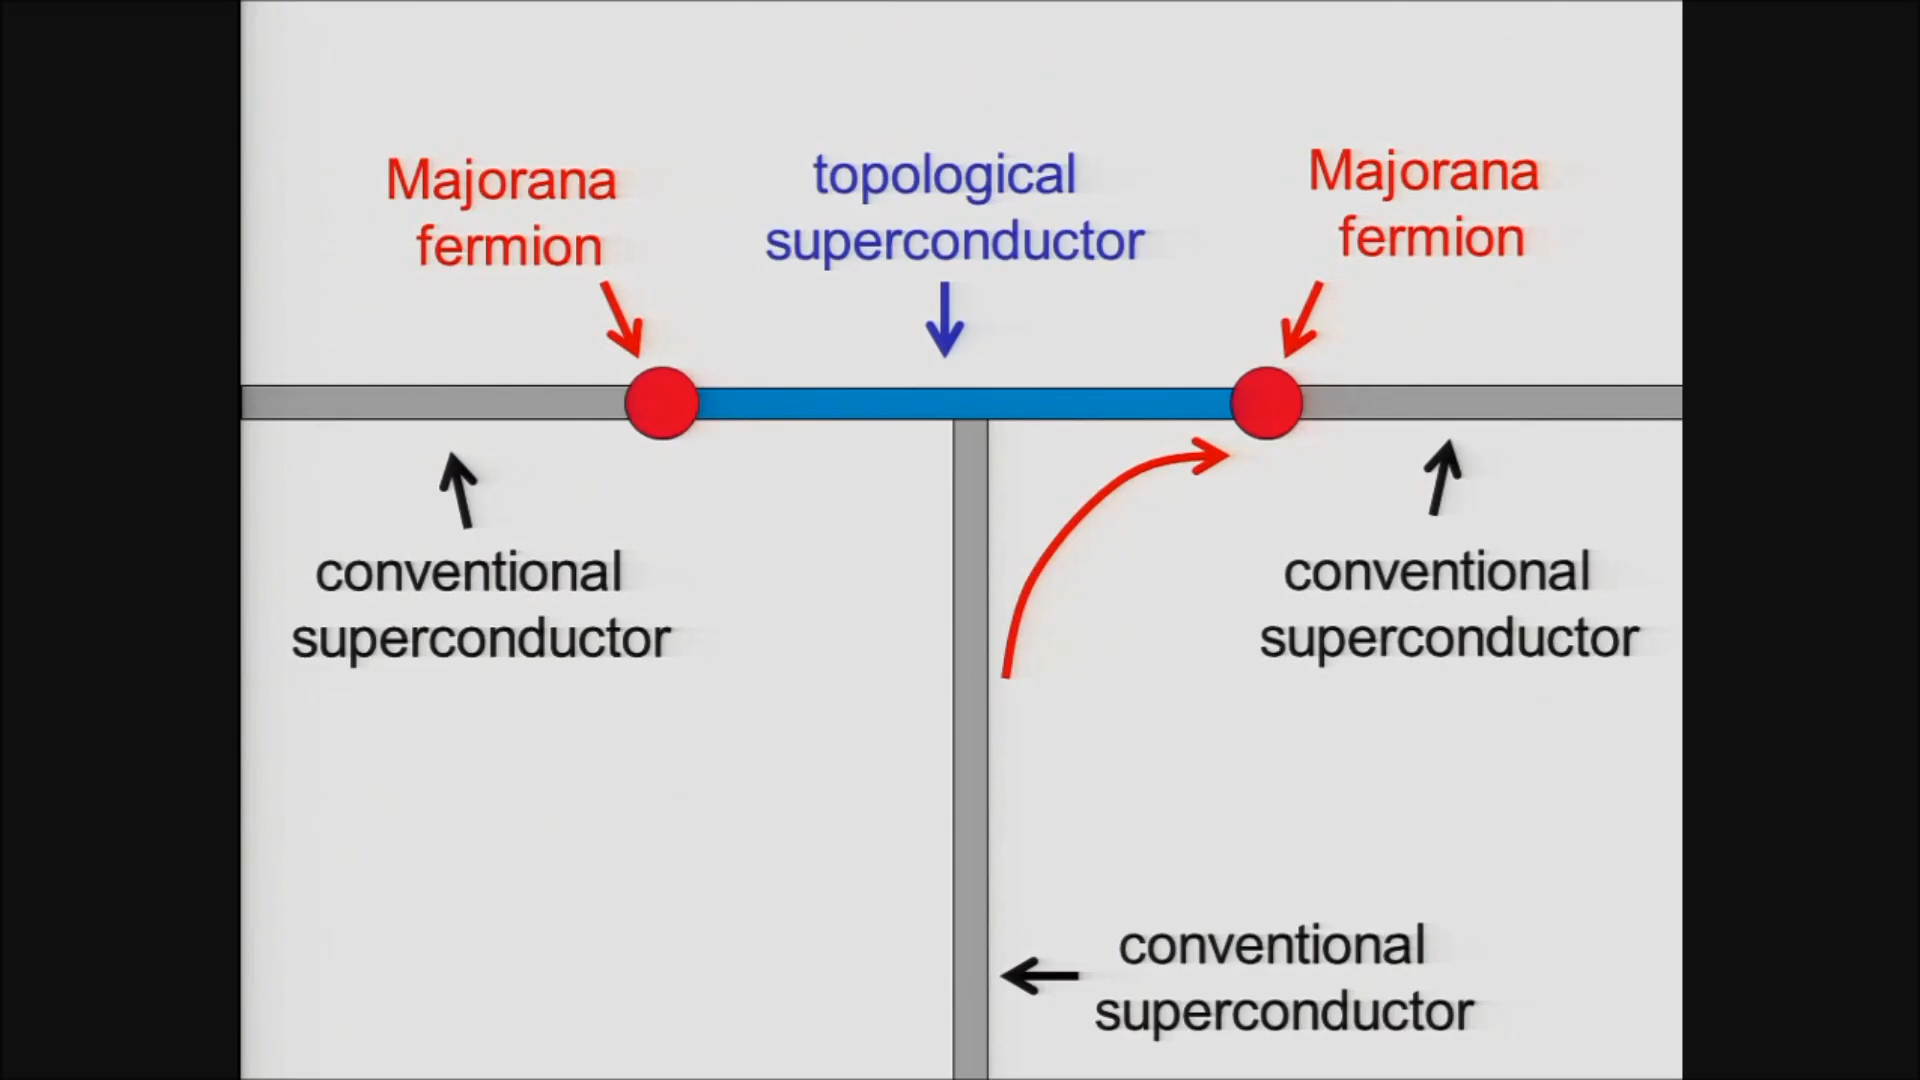 Majorana
fermion
topological
superconductor
Majorana
fermion
conventional
superconductor
conventional
superconductor
conventional
superconductor